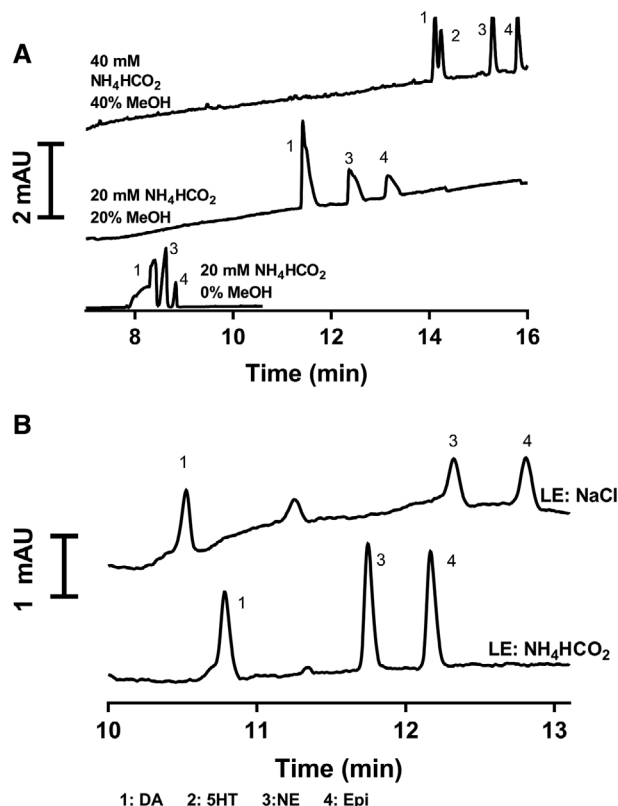 A
40 mM
NH₄HCO₂
40% MeOH
1
2
3
4
2 mAU
20 mM NH₄HCO₂
20% MeOH
1
3
4
20 mM NH₄HCO₂
0% MeOH
1
3
4
8 10 12 14 16
Time (min)
B
1
3
4
LE: NaCl
1 mAU
1
3
4
LE: NH₄HCO₂
10 11 12 13
Time (min)
1: DA 2: 5HT 3:NE 4: Epi